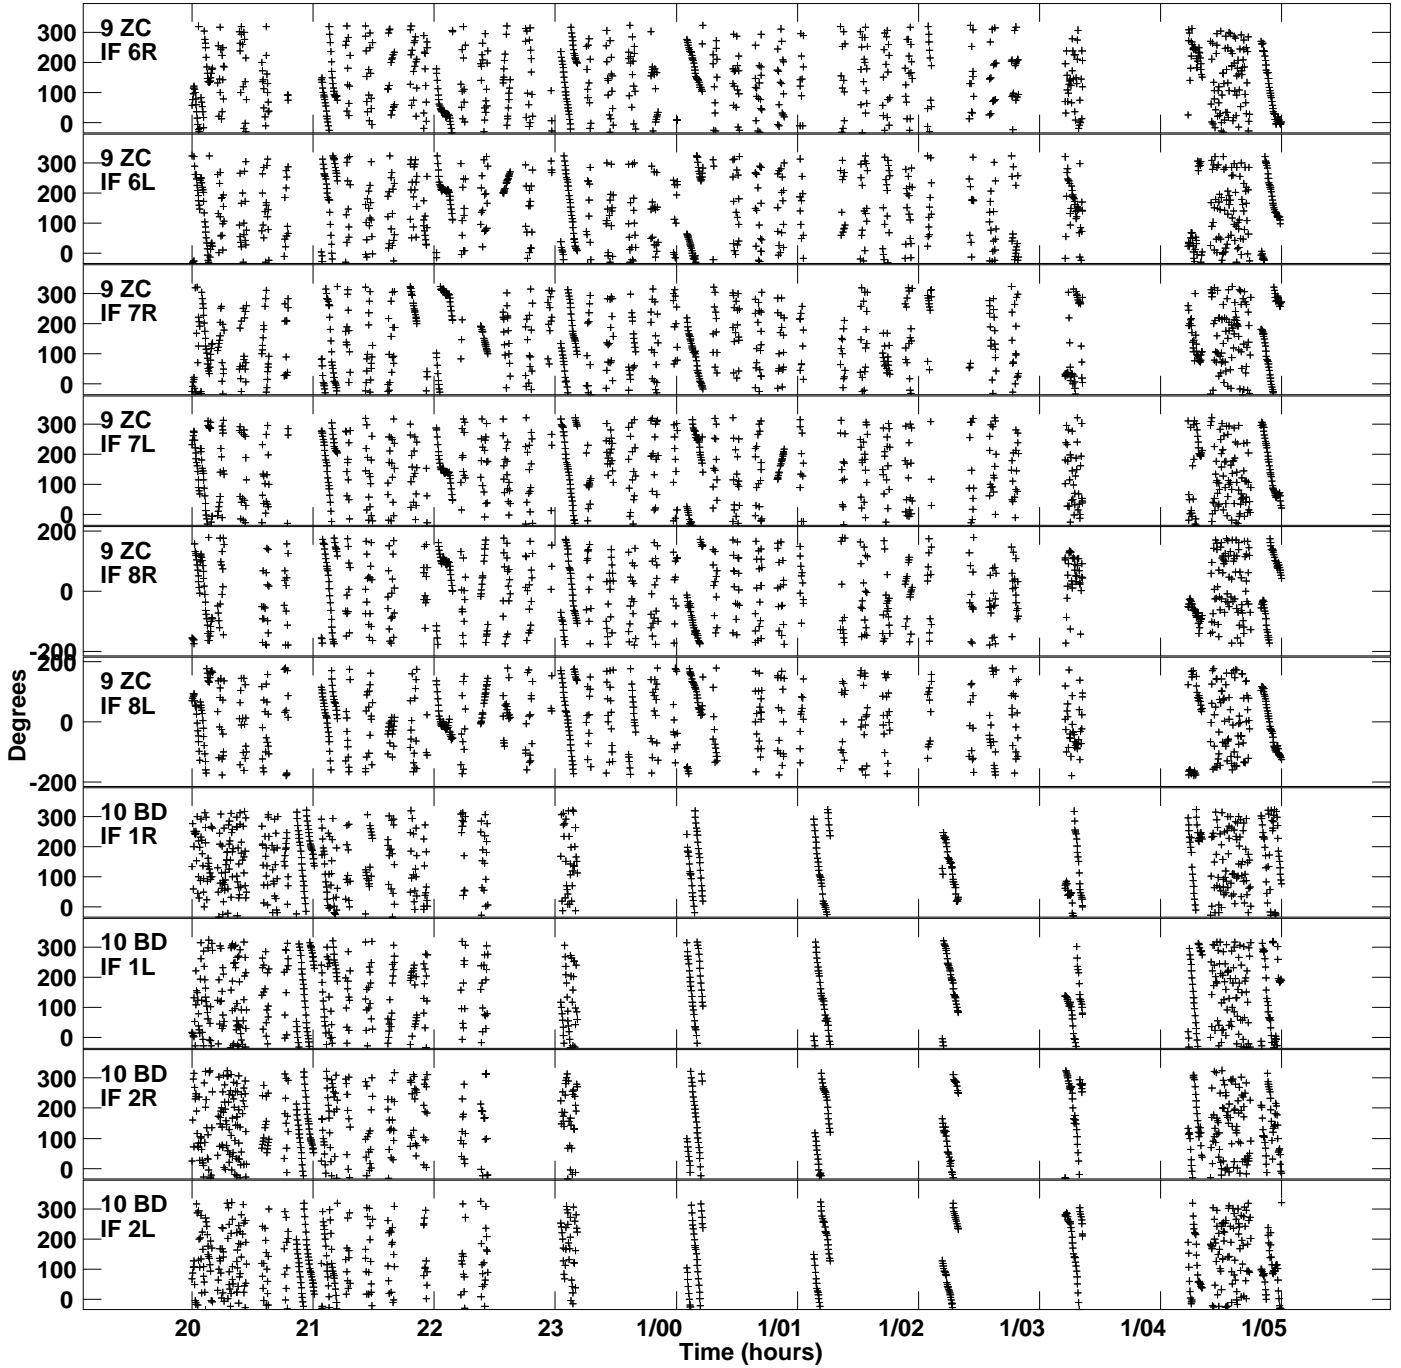 9 ZC
IF 6R
300
200
100
0
9 ZC
IF 6L
300
200
100
0
9 ZC
IF 7R
300
200
100
0
9 ZC
IF 7L
300
200
100
0
9 ZC
IF 8R
200
0
-200
9 ZC
IF 8L
200
0
-200
Degrees
10 BD
IF 1R
300
200
100
0
10 BD
IF 1L
300
200
100
0
10 BD
IF 2R
300
200
100
0
10 BD
IF 2L
300
200
100
0
20 21 22 23 1/00 1/01 1/02 1/03 1/04 1/05
Time (hours)